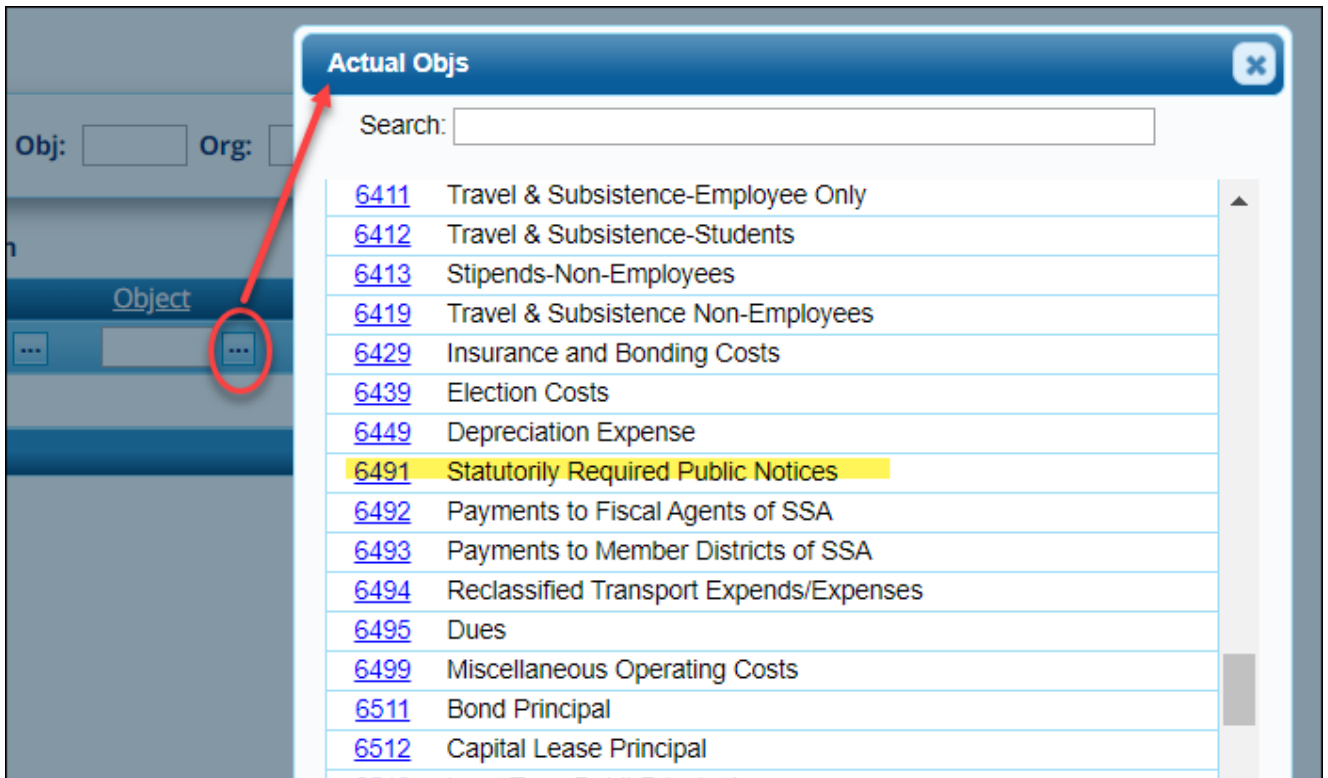 Actual Objs
Search:
Obj: Org:
n
Object
... ...
6411 Travel & Subsistence-Employee Only
6412 Travel & Subsistence-Students
6413 Stipends-Non-Employees
6419 Travel & Subsistence Non-Employees
6429 Insurance and Bonding Costs
6439 Election Costs
6449 Depreciation Expense
6491 Statutorily Required Public Notices
6492 Payments to Fiscal Agents of SSA
6493 Payments to Member Districts of SSA
6494 Reclassified Transport Expends/Expenses
6495 Dues
6499 Miscellaneous Operating Costs
6511 Bond Principal
6512 Capital Lease Principal